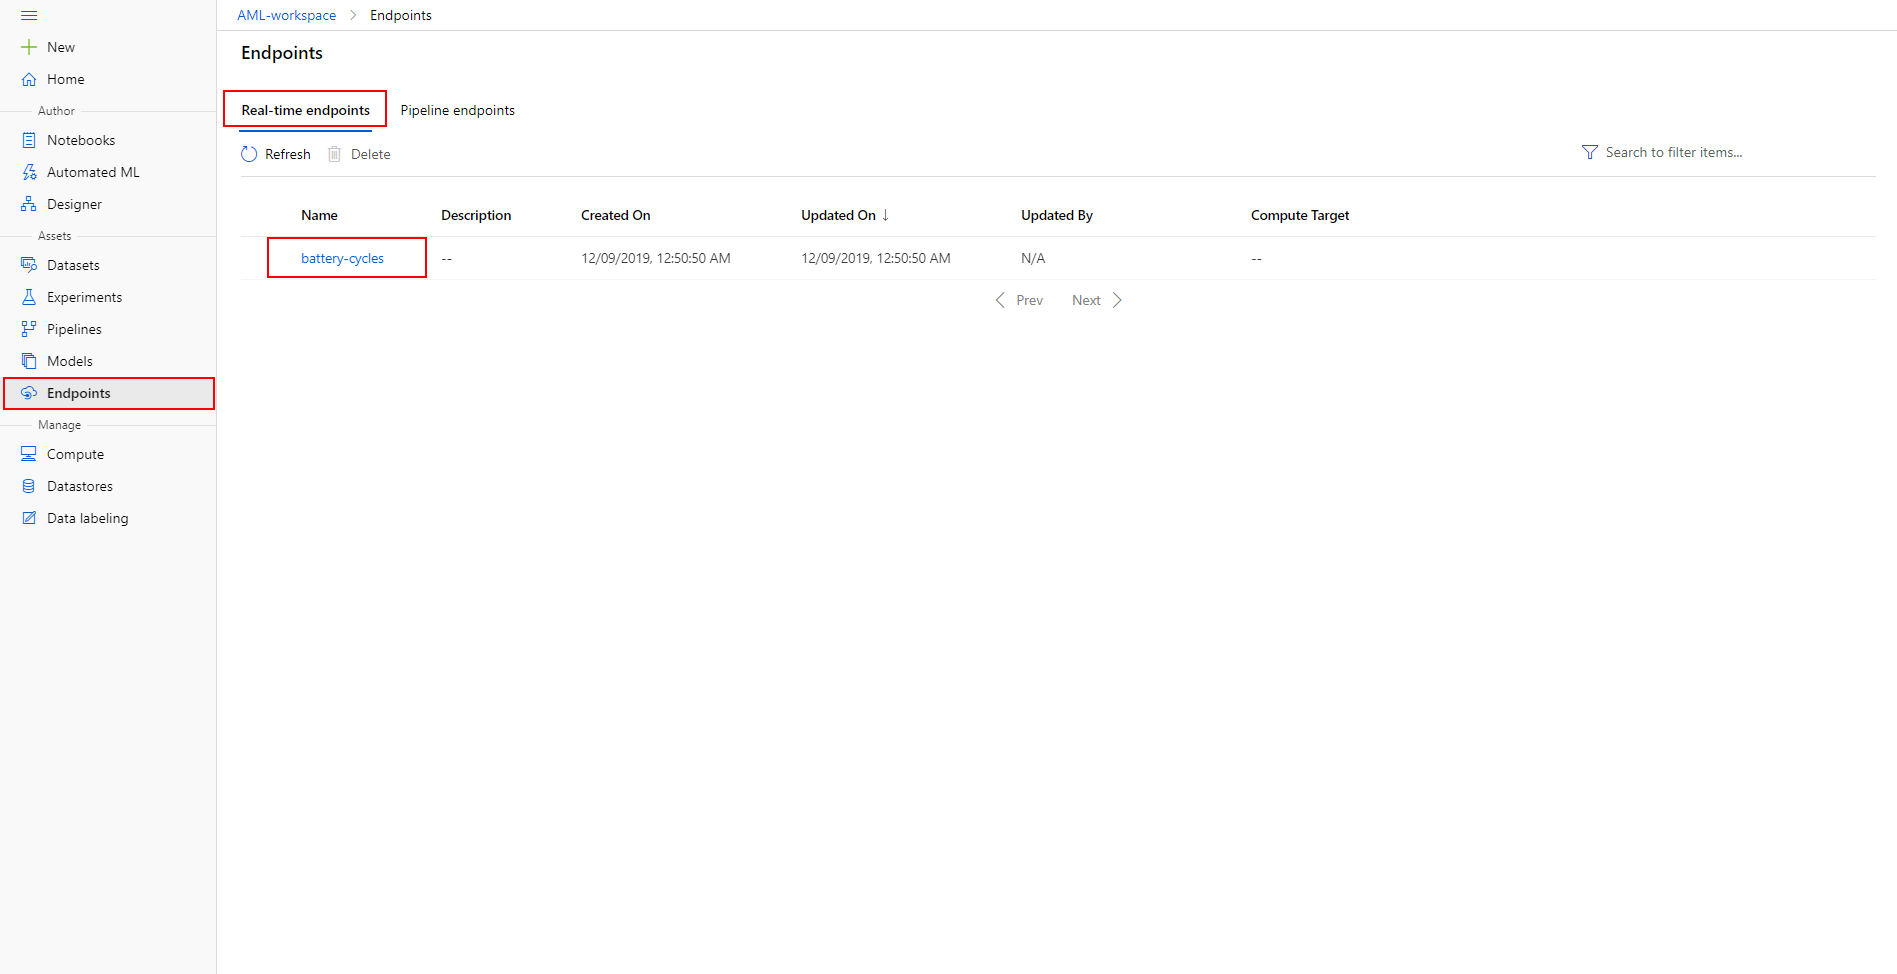 AML-workspace > Endpoints
New
Home
Author
Notebooks
Automated ML
Designer
Assets
Datasets
Experiments
Pipelines
Models
Endpoints
Manage
Compute
Datastores
Data labeling
Endpoints
Real-time endpoints Pipeline endpoints
Refresh Delete Search to filter items...
Name Description Created On Updated On ↓ Updated By Compute Target
battery-cycles -- 12/09/2019, 12:50:50 AM 12/09/2019, 12:50:50 AM N/A --
Prev Next